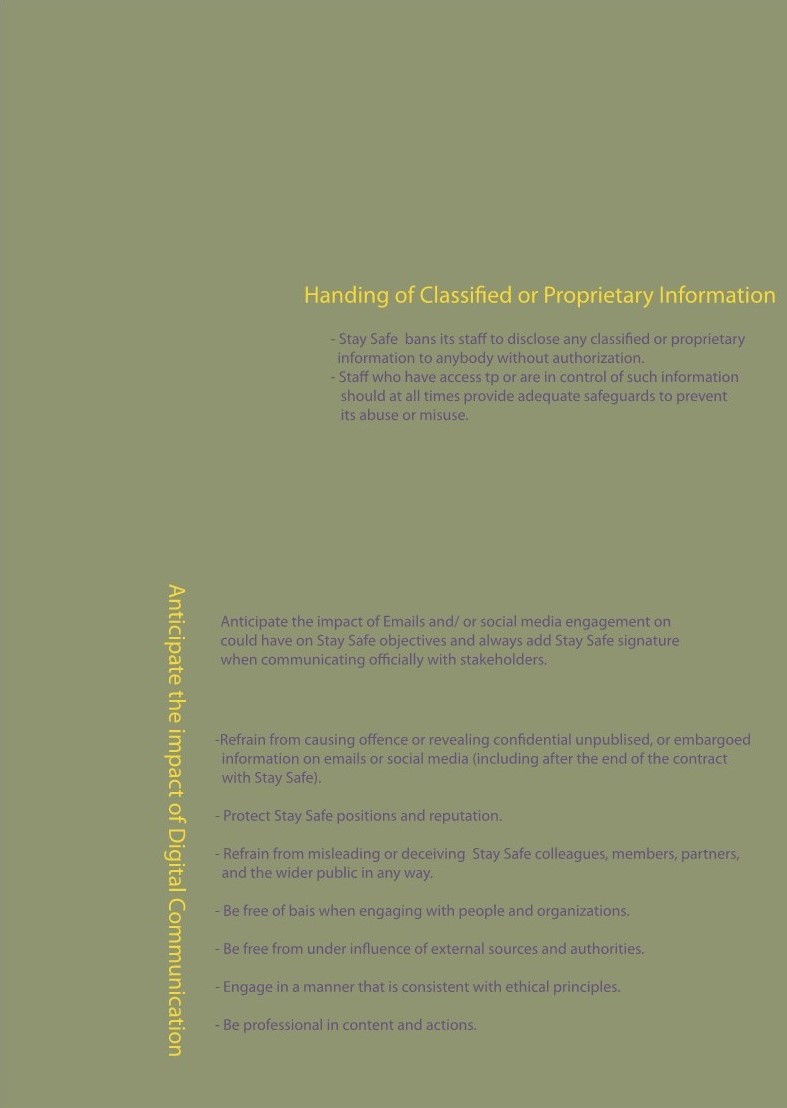 Handing of Classified or Proprietary Information
- Stay Safe  bans its staff to disclose any classified or proprietary
information to anybody without authorization.
- Staff who have access tp or are in control of such information
should at all times provide adequate safeguards to prevent
its abuse or misuse.
Anticipate the impact of Digital Communication
Anticipate the impact of Emails and/ or social media engagement on
could have on Stay Safe objectives and always add Stay Safe signature
when communicating officially with stakeholders.
-Refrain from causing offence or revealing confidential unpublised, or embargoed
information on emails or social media (including after the end of the contract
with Stay Safe).
- Protect Stay Safe positions and reputation.
- Refrain from misleading or deceiving  Stay Safe colleagues, members, partners,
and the wider public in any way.
- Be free of bais when engaging with people and organizations.
- Be free from under influence of external sources and authorities.
- Engage in a manner that is consistent with ethical principles.
- Be professional in content and actions.